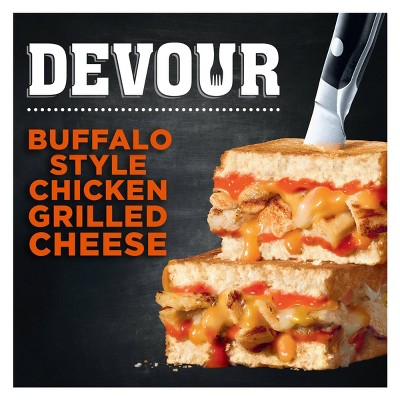 DEVOUR
BUFFALO
STYLE
CHICKEN
GRILLED
CHEESE